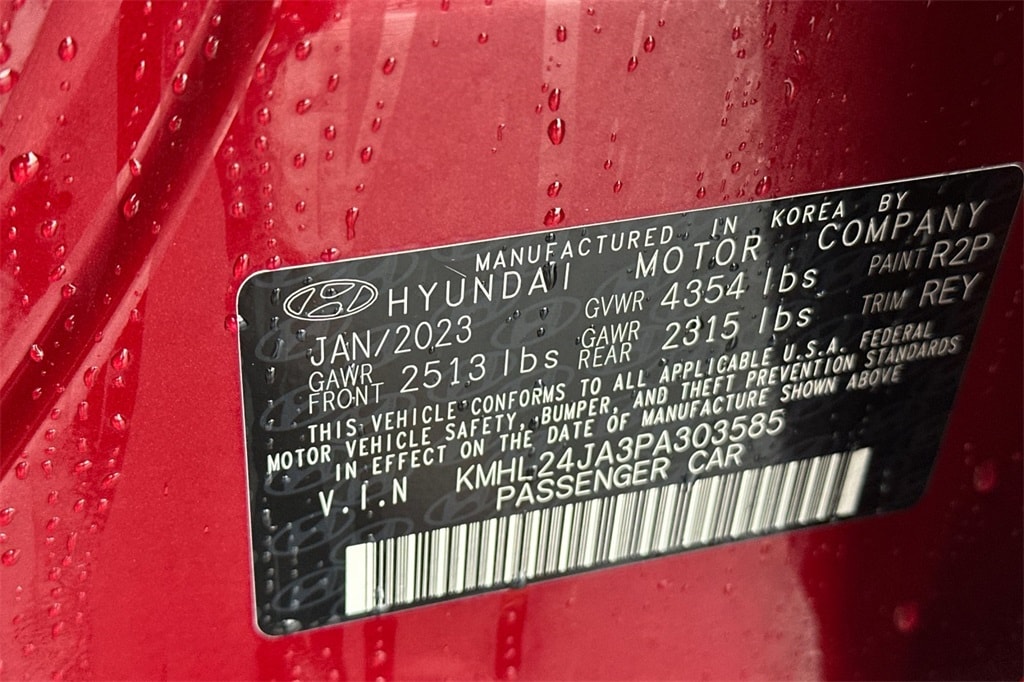 MANUFACTURED IN KOREA BY
HYUNDAI MOTOR COMPANY
JAN/2023 GVWR 4354 lbs PAINT R2P
GAWR FRONT 2513 lbs GAWR REAR 2315 lbs TRIM REY
THIS VEHICLE CONFORMS TO ALL APPLICABLE U.S.A. FEDERAL
MOTOR VEHICLE SAFETY, BUMPER, AND THEFT PREVENTION STANDARDS
IN EFFECT ON THE DATE OF MANUFACTURE SHOWN ABOVE
V.I.N KMHL24JA3PA303585
PASSENGER CAR